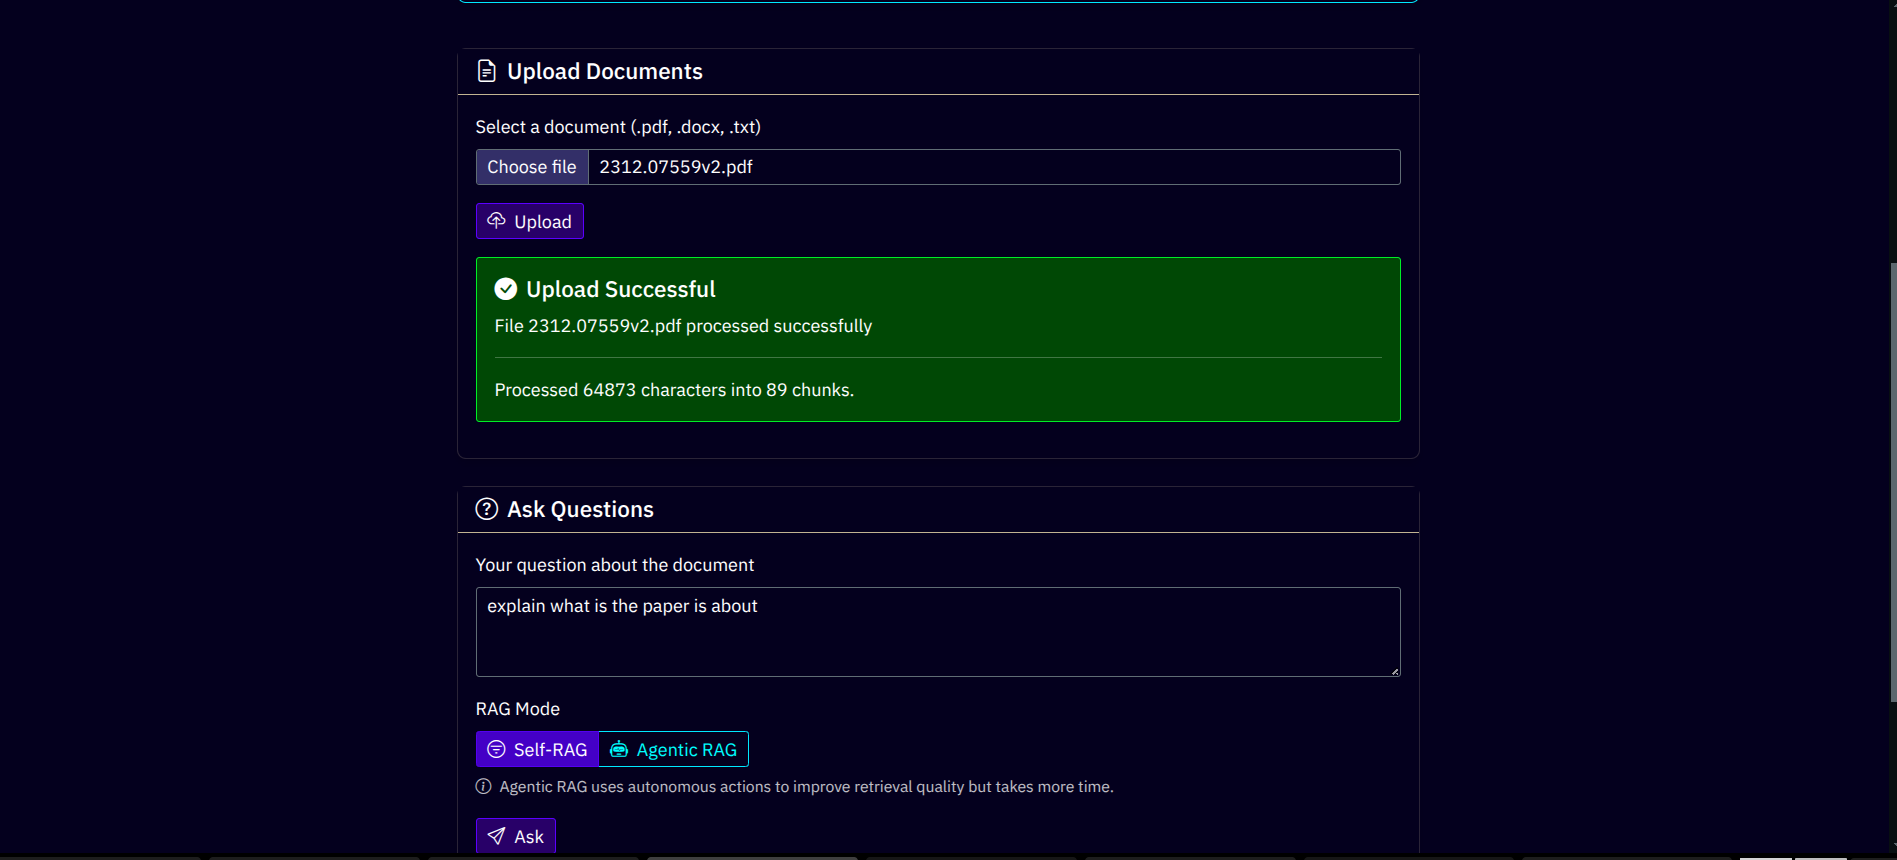 Upload Documents
Select a document (.pdf, .docx, .txt)
Choose file 2312.07559v2.pdf
Upload
Upload Successful
File 2312.07559v2.pdf processed successfully
Processed 64873 characters into 89 chunks.
Ask Questions
Your question about the document
explain what is the paper is about
RAG Mode
Self-RAG Agentic RAG
Agentic RAG uses autonomous actions to improve retrieval quality but takes more time.
Ask